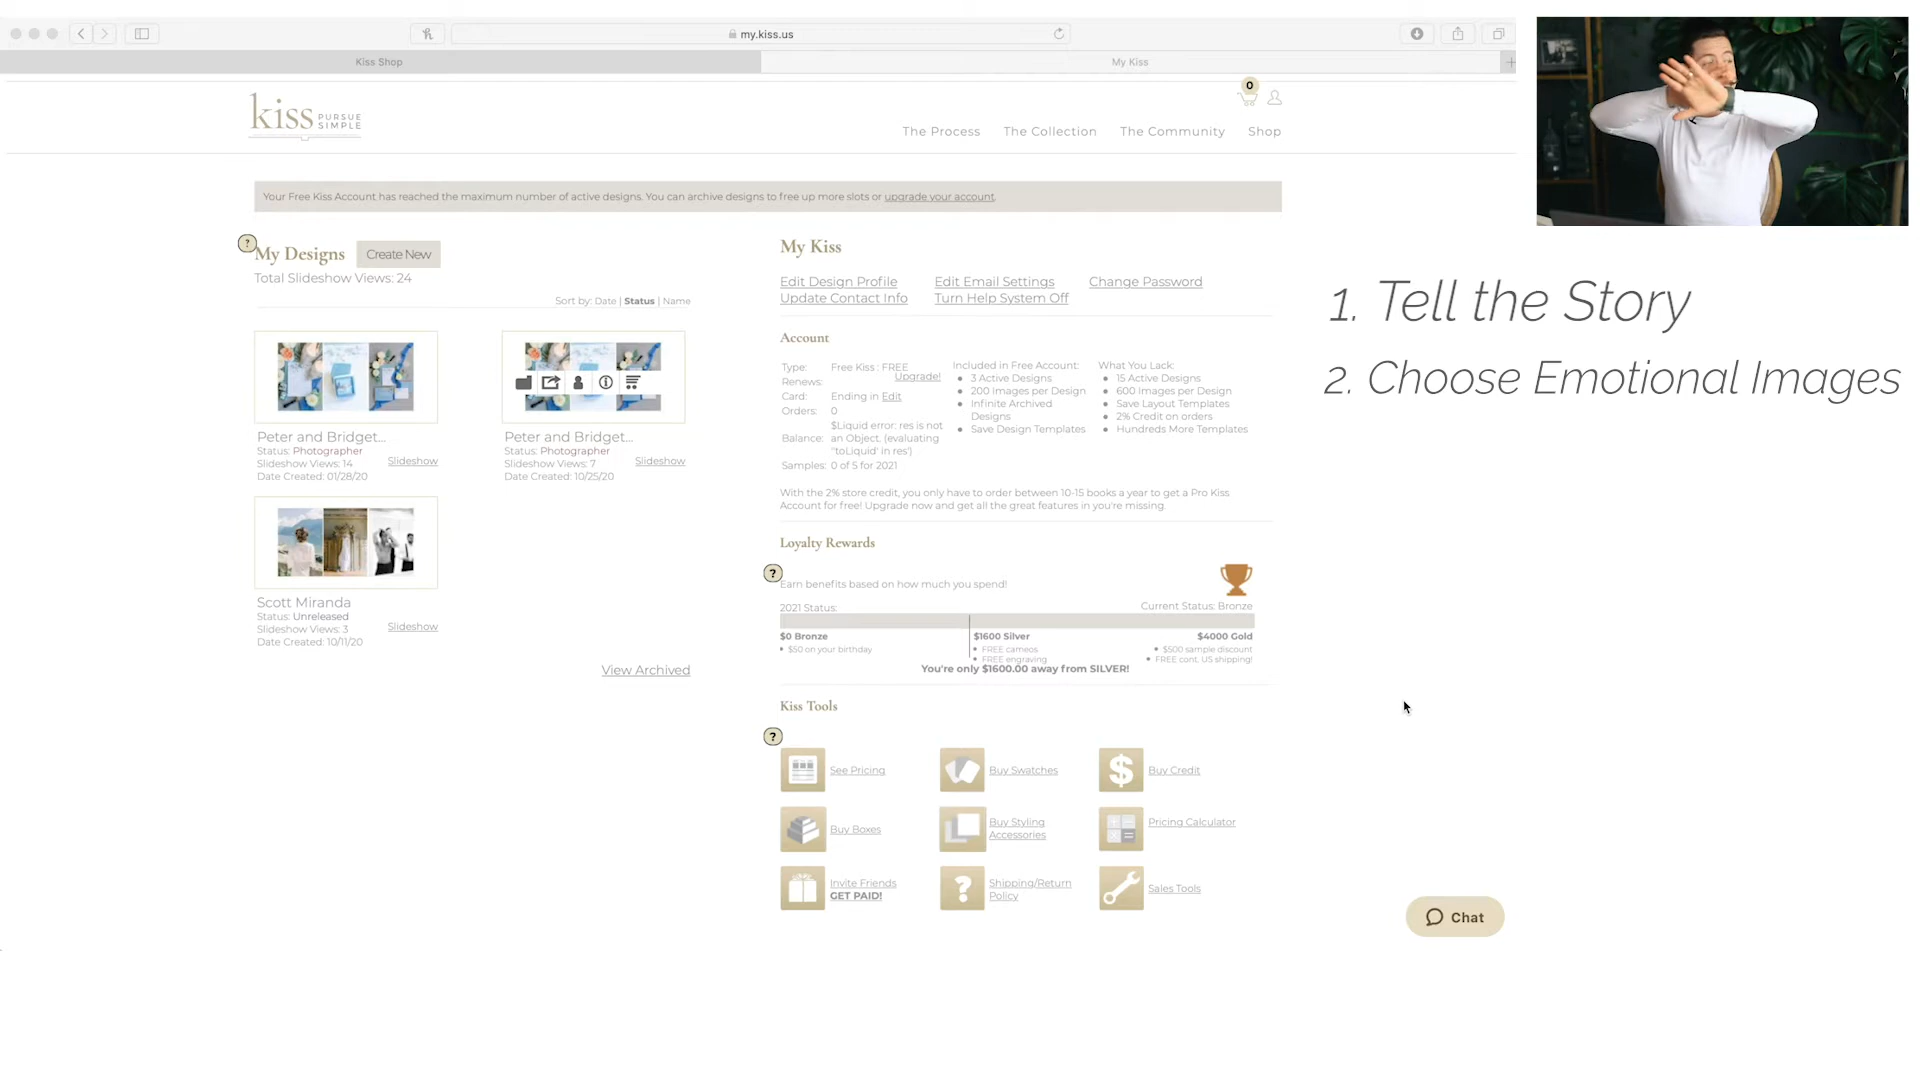 my.kiss.us
Kiss Shop
My Kiss
kiss PURSUE SIMPLE
0
The Process
The Collection
The Community
Shop
Your Free Kiss Account has reached the maximum number of active designs. You can archive designs to free up more slots or upgrade your account.
?
My Designs
Create New
Total Slideshow Views: 24
Sort by: Date | Status | Name
Peter and Bridget...
Status: Photographer
Slideshow Views: 14
Date Created: 01/28/20
Slideshow
Peter and Bridget...
Status: Photographer
Slideshow Views: 7
Date Created: 10/25/20
Slideshow
Scott Miranda
Status: Unreleased
Slideshow Views: 3
Date Created: 10/11/20
Slideshow
View Archived
My Kiss
Edit Design Profile
Edit Email Settings
Change Password
Update Contact Info
Turn Help System Off
Account
Type: Free Kiss : FREE
Upgrade!
Renews:
Card: Ending in Edit
Orders: 0
Balance: $Liquid error: res is not
an Object. (evaluating
"toLiquid' in res')
Samples: 0 of 5 for 2021
Included in Free Account:
3 Active Designs
200 Images per Design
Infinite Archived
Designs
Save Design Templates
What You Lack:
15 Active Designs
600 Images per Design
Save Layout Templates
2% Credit on orders
Hundreds More Templates
With the 2% store credit, you only have to order between 10-15 books a year to get a Pro Kiss
Account for free! Upgrade now and get all the great features in you're missing
Loyalty Rewards
?
Earn benefits based on how much you spend!
2021 Status:
Current Status: Bronze
$0 Bronze
$50 on your birthday
$1600 Silver
FREE cameos
FREE engraving
$4000 Gold
$500 sample discount
FREE cont. US shipping!
You're only $1600.00 away from SILVER!
Kiss Tools
?
See Pricing
Buy Swatches
$
Buy Credit
Buy Boxes
Buy Styling
Accessories
Pricing Calculator
Invite Friends
GET PAID!
?
Shipping/Return
Policy
Sales Tools
Chat
1. Tell the Story
2. Choose Emotional Images